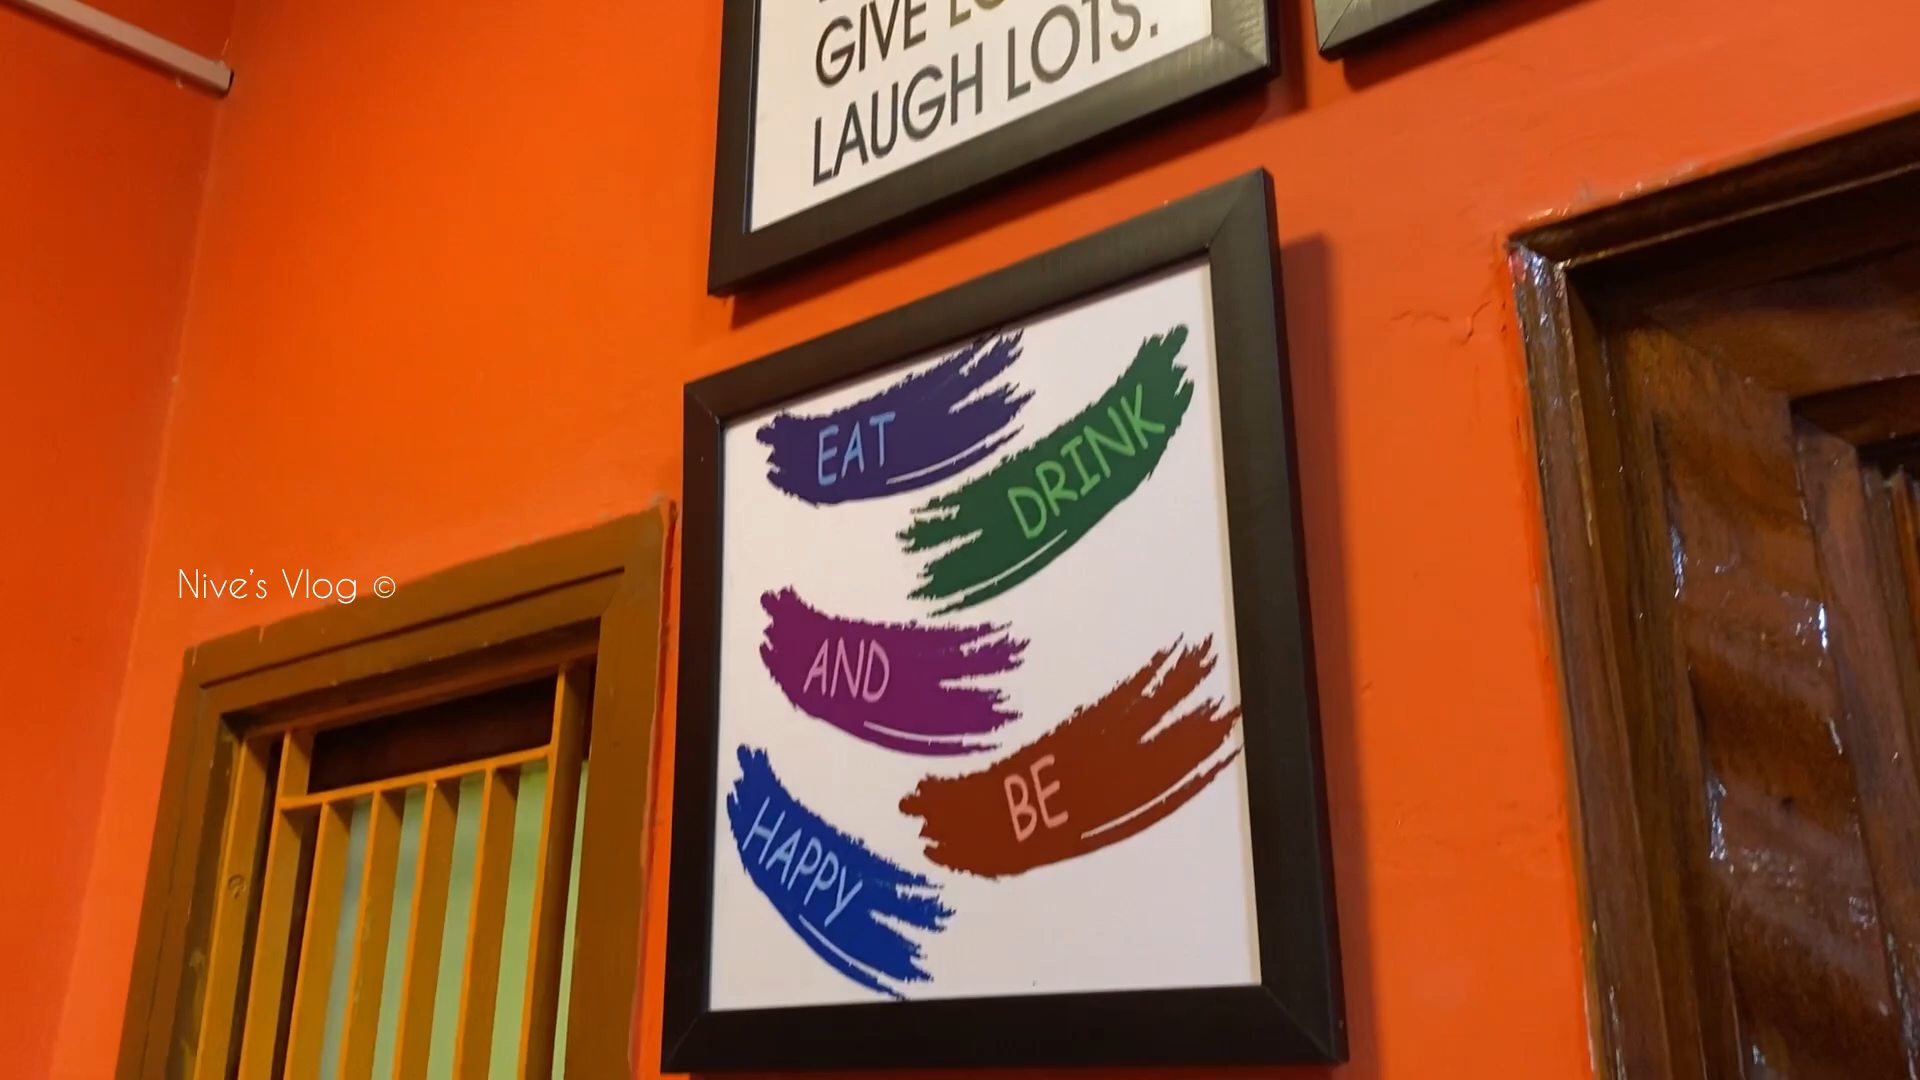 GIVE
LAUGH LOTS.
EAT
DRINK
AND
BE
HAPPY
Nive's Vlog ©